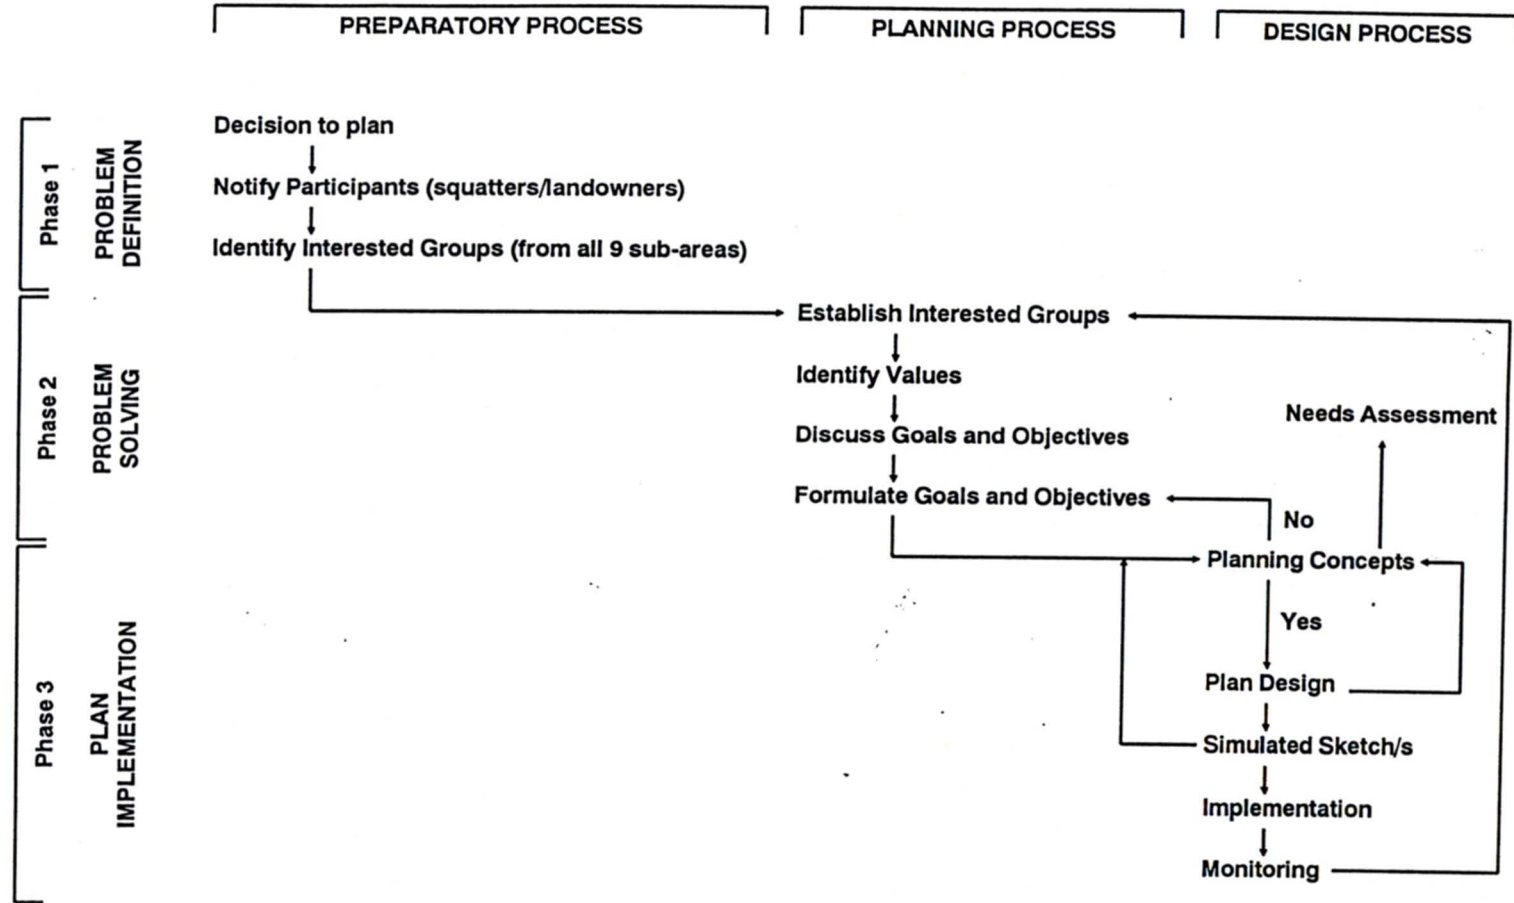 PREPARATORY PROCESS
PLANNING PROCESS
DESIGN PROCESS
Phase 1
PROBLEM
DEFINITION
Decision to plan
Notify Participants (squatters/landowners)
Identify Interested Groups (from all 9 sub-areas)
Phase 2
PROBLEM
SOLVING
Establish Interested Groups
Identify Values
Discuss Goals and Objectives
Formulate Goals and Objectives
Needs Assessment
No
Phase 3
PLAN
IMPLEMENTATION
Planning Concepts
Yes
Plan Design
Simulated Sketch/s
Implementation
Monitoring